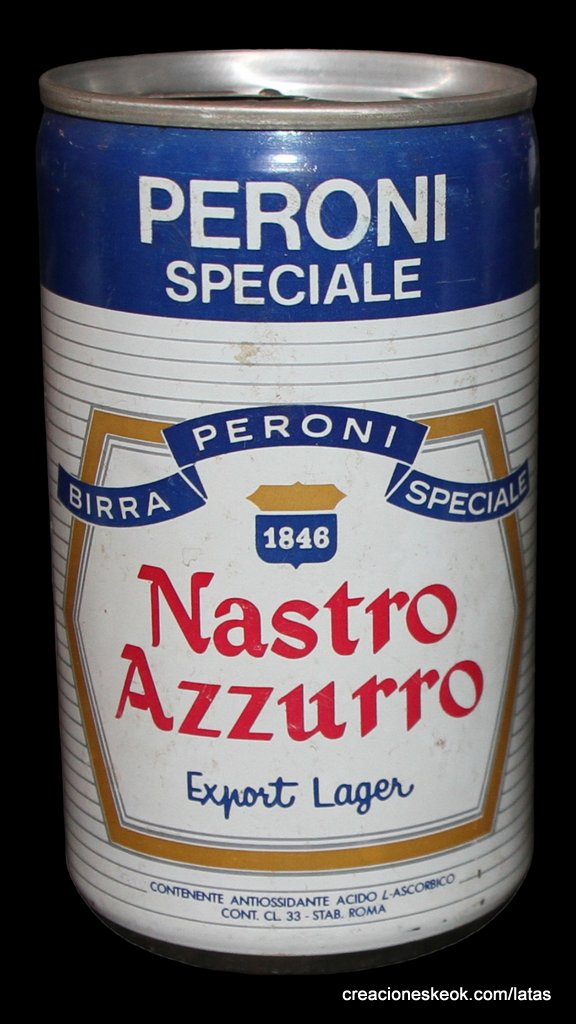 PERONI
SPECIALE
BIRRA PERONI SPECIALE
1846
Nastro
Azzurro
Export Lager
CONTENENTE ANTIOSSIDANTE ACIDO L-ASCORBICO
CONT. CL 33 - STAB. ROMA
creacioneskeok.com/latas